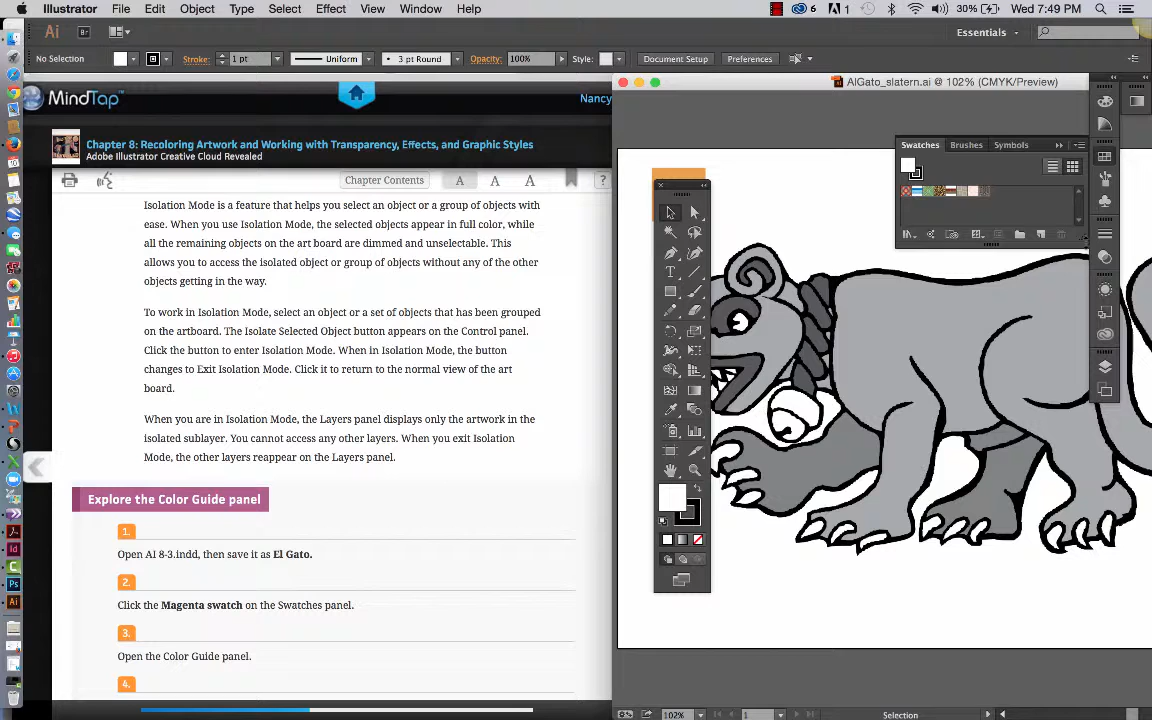 Illustrator File Edit Object Type Select Effect View Window Help 6 1 30% Wed 7:49 PM
Ai Br Essentials
No Selection Stroke: 1 pt Uniform 3 pt Round Opacity: 100% Style: Document Setup Preferences
MindTap Nancy
AIGato_slatern.ai @ 102% (CMYK/Preview)
Chapter 8: Recoloring Artwork and Working with Transparency, Effects, and Graphic Styles
Adobe Illustrator Creative Cloud Revealed
Swatches Brushes Symbols
Chapter Contents A A A ?
Isolation Mode is a feature that helps you select an object or a group of objects with
ease. When you use Isolation Mode, the selected objects appear in full color, while
all the remaining objects on the art board are dimmed and unselectable. This
allows you to access the isolated object or group of objects without any of the other
objects getting in the way.
To work in Isolation Mode, select an object or a set of objects that has been grouped
on the artboard. The Isolate Selected Object button appears on the Control panel.
Click the button to enter Isolation Mode. When in Isolation Mode, the button
changes to Exit Isolation Mode. Click it to return to the normal view of the art
board.
When you are in Isolation Mode, the Layers panel displays only the artwork in the
isolated sublayer. You cannot access any other layers. When you exit Isolation
Mode, the other layers reappear on the Layers panel.
Explore the Color Guide panel
1.
Open AI 8-3.indd, then save it as El Gato.
2.
Click the Magenta swatch on the Swatches panel.
3.
Open the Color Guide panel.
4.
102% 1 Selection